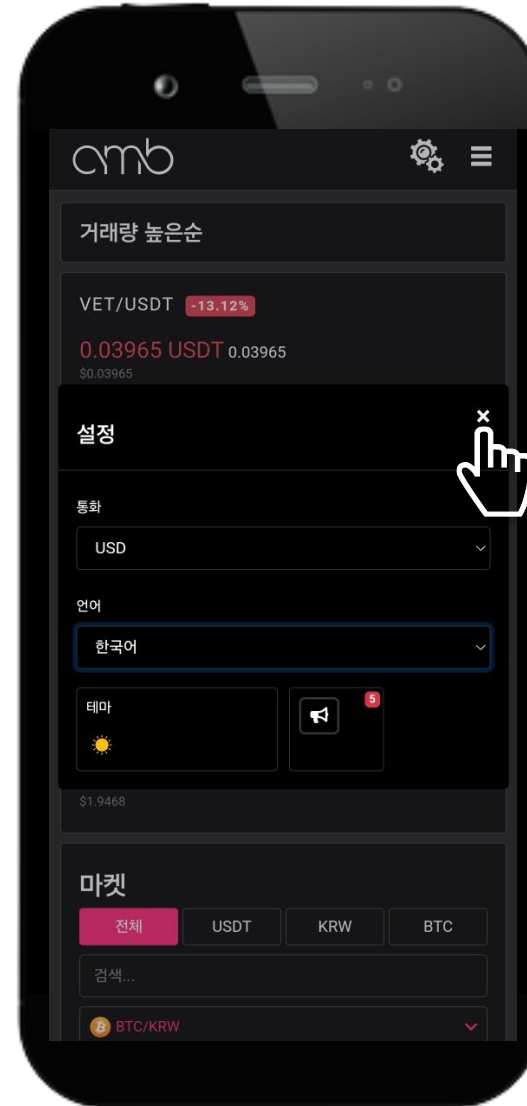 amb
거래량 높은순
VET/USDT -13.12%
0.03965 USDT 0.03965
$0.03965
설정
×
통화
USD
언어
한국어
테마
5
$1.9468
마켓
전체 USDT KRW BTC
검색...
BTC/KRW